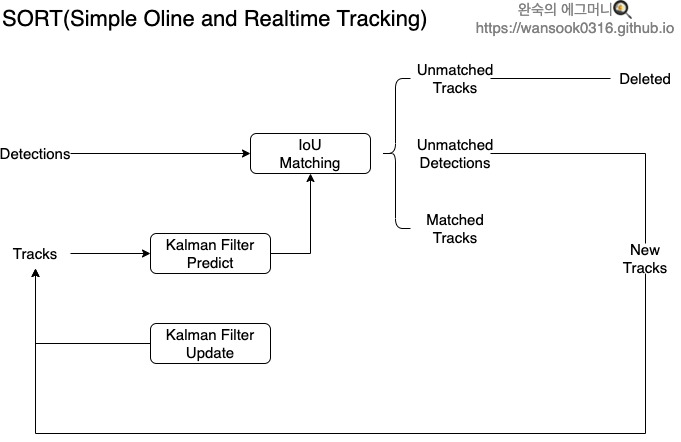 SORT(Simple Oline and Realtime Tracking)
완숙의 에그머니
https://wansook0316.github.io
Unmatched
Tracks
Deleted
Detections
IoU
Matching
Unmatched
Detections
Matched
Tracks
Tracks
Kalman Filter
Predict
New
Tracks
Kalman Filter
Update